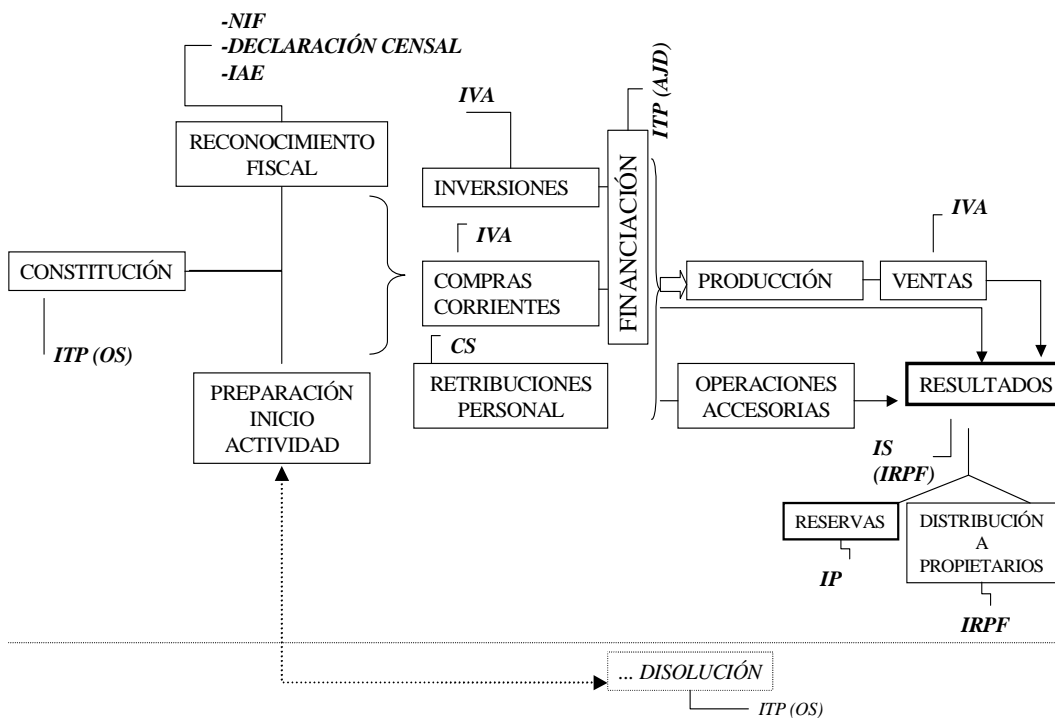 -NIF
-DECLARACIÓN CENSAL
-IAE
RECONOCIMIENTO
FISCAL
CONSTITUCIÓN
ITP (OS)
PREPARACIÓN
INICIO
ACTIVIDAD
IVA
INVERSIONES
IVA
COMPRAS
CORRIENTES
CS
RETRIBUCIONES
PERSONAL
ITP (AJD)
FINANCIACIÓN
PRODUCCIÓN
IVA
VENTAS
OPERACIONES
ACCESORIAS
RESULTADOS
IS
(IRPF)
RESERVAS
IP
DISTRIBUCIÓN
A
PROPIETARIOS
IRPF
... DISOLUCIÓN
ITP (OS)